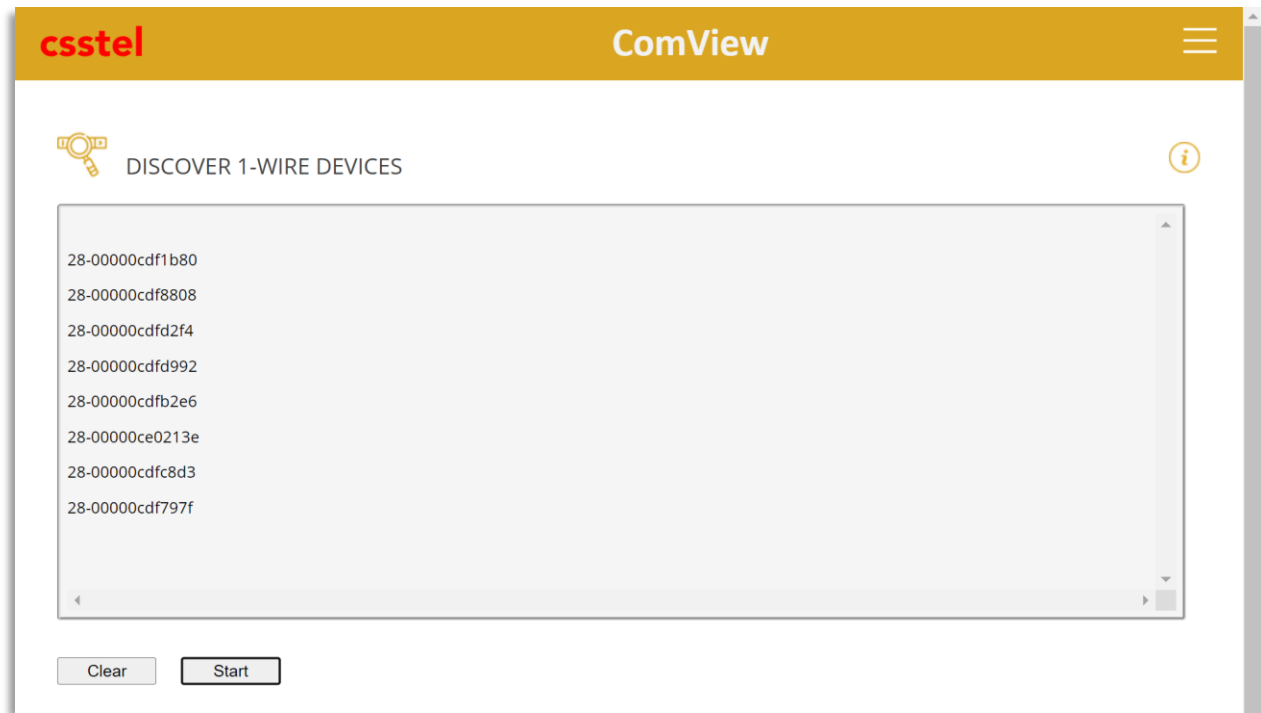 csstel
ComView
DISCOVER 1-WIRE DEVICES
i
28-00000cdf1b80
28-00000cdf8808
28-00000cdfd2f4
28-00000cdfd992
28-00000cdfb2e6
28-00000ce0213e
28-00000cdfc8d3
28-00000cdf797f
Clear
Start